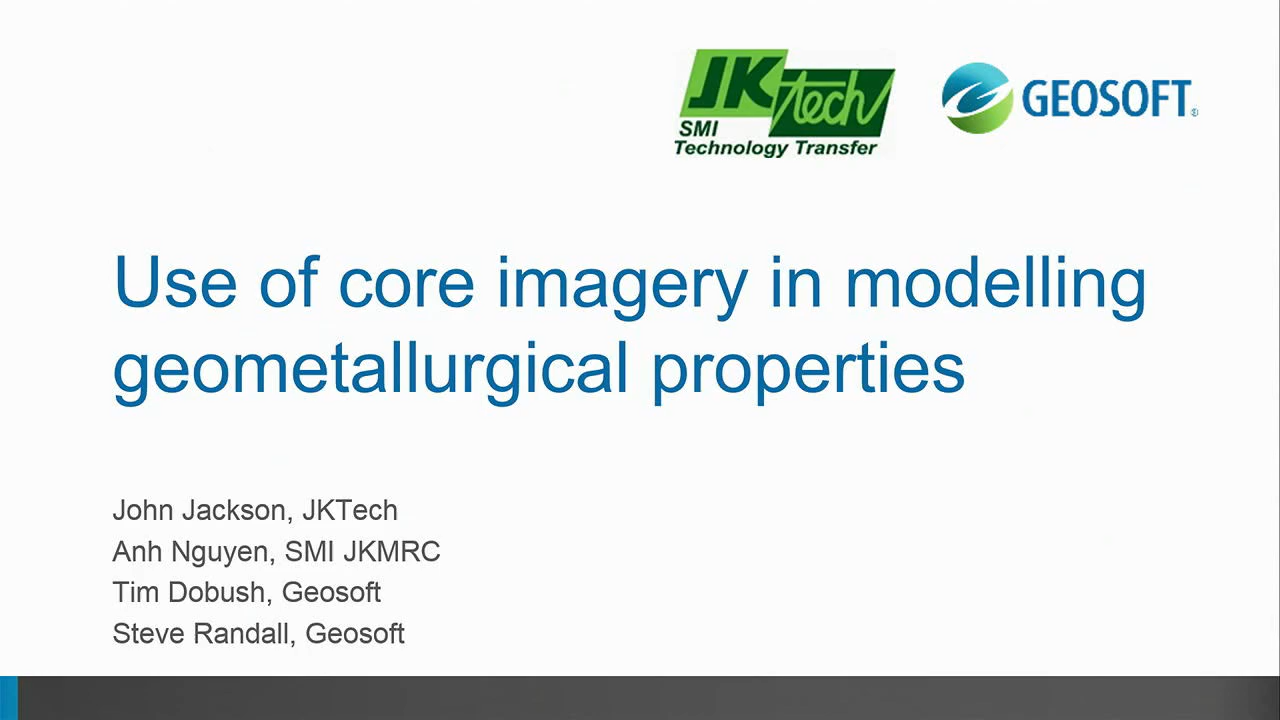 JKtech
SMI
Technology Transfer
GEOSOFT®
Use of core imagery in modelling
geometallurgical properties
John Jackson, JKTech
Anh Nguyen, SMI JKMRC
Tim Dobush, Geosoft
Steve Randall, Geosoft